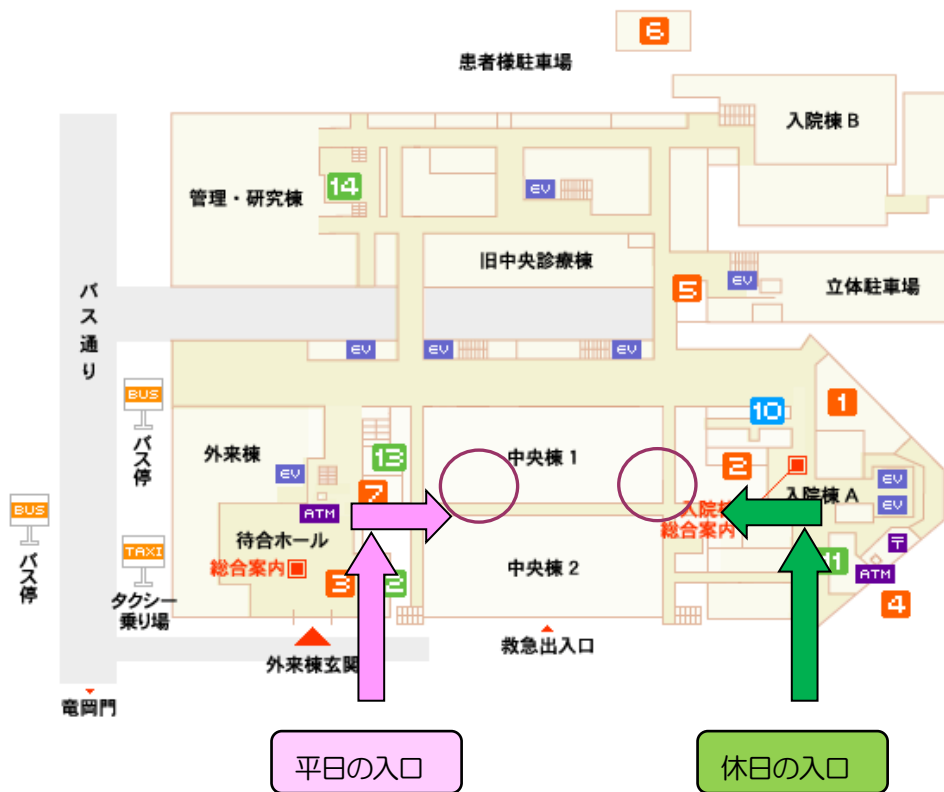 6
患者様駐車場
入院棟 B
14
管理・研究棟
EV
旧中央診療棟
5
EV
立体駐車場
バス通り
EV
EV
EV
BUS
バス停
10
1
外来棟
13
中央棟 1
2
EV
7
ATM
入院棟 A
EV
EV
BUS
バス停
待合ホール
総合案内
入院棟
総合案内
〒
TAXI
タクシー
乗り場
3
2
中央棟 2
11
ATM
4
外来棟玄関
救急出入口
竜岡門
平日の入口
休日の入口